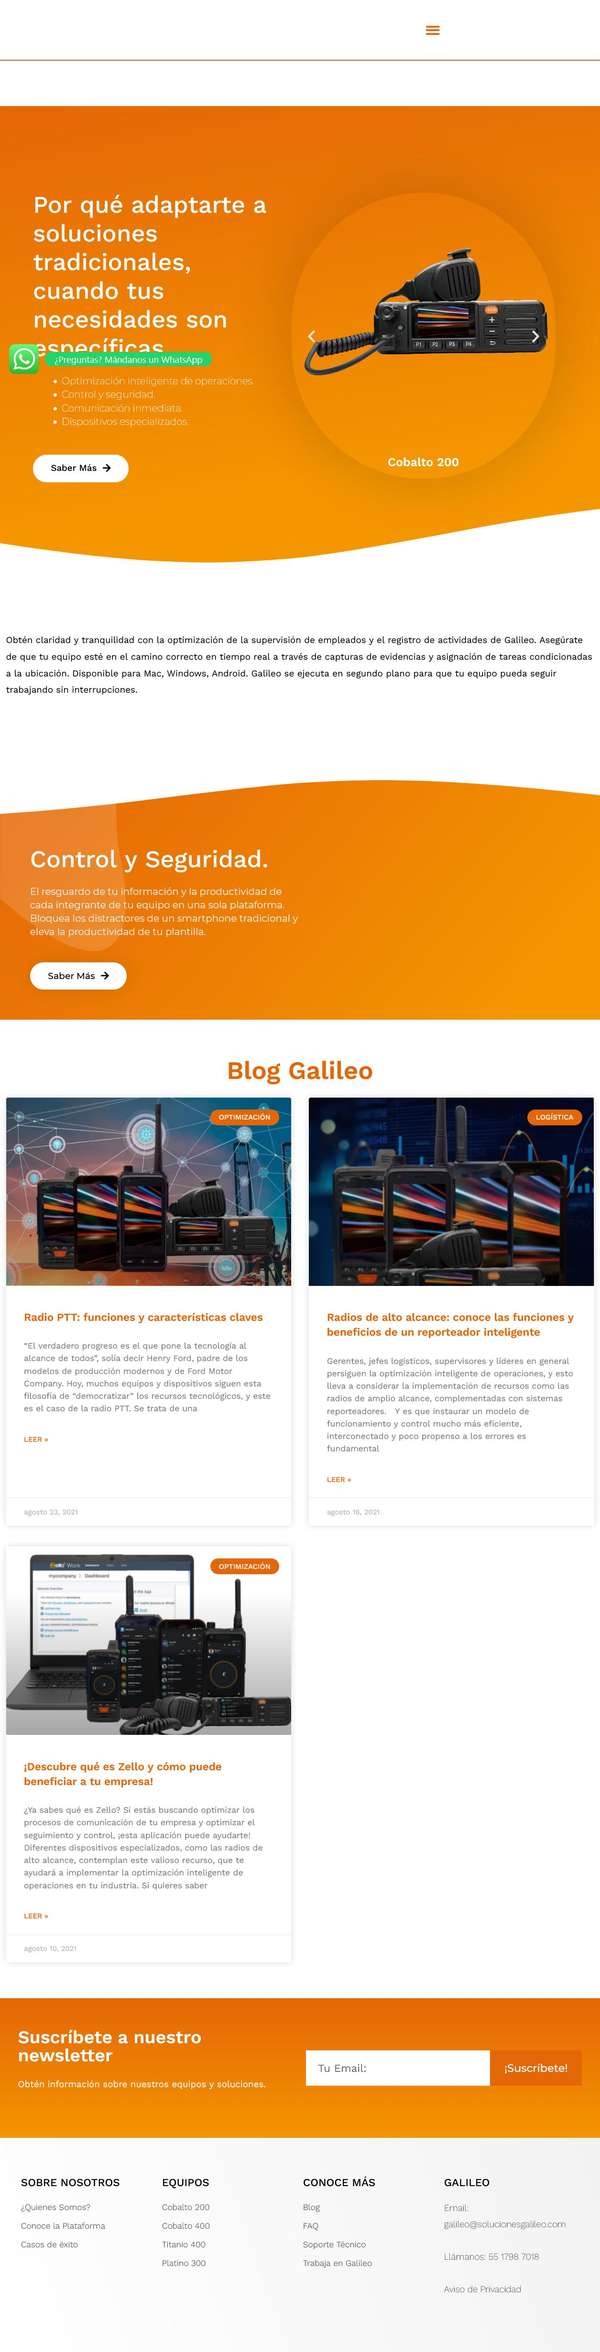 Por qué adaptarte a
soluciones
tradicionales,
cuando tus
necesidades son
específicas
¿Preguntas? Mándanos un WhatsApp
Optimización inteligente de operaciones.
Control y seguridad.
Comunicación inmediata.
Dispositivos especializados.
Saber Más
P1 P2 P3 P4
Cobalto 200
Obtén claridad y tranquilidad con la optimización de la supervisión de empleados y el registro de actividades de Galileo. Asegúrate
de que tu equipo esté en el camino correcto en tiempo real a través de capturas de evidencias y asignación de tareas condicionadas
a la ubicación. Disponible para Mac, Windows, Android. Galileo se ejecuta en segundo plano para que tu equipo pueda seguir
trabajando sin interrupciones.
Control y Seguridad.
El resguardo de tu información y la productividad de
cada integrante de tu equipo en una sola plataforma.
Bloquea los distractores de un smartphone tradicional y
eleva la productividad de tu plantilla.
Saber Más
Blog Galileo
OPTIMIZACIÓN
Radio PTT: funciones y características claves
“El verdadero progreso es el que pone la tecnología al
alcance de todos”, solía decir Henry Ford, padre de los
modelos de producción modernos y de Ford Motor
Company. Hoy, muchos equipos y dispositivos siguen esta
filosofía de “democratizar” los recursos tecnológicos, y este
es el caso de la radio PTT. Se trata de una
LEER »
agosto 23, 2021
LOGÍSTICA
Radios de alto alcance: conoce las funciones y
beneficios de un reporteador inteligente
Gerentes, jefes logísticos, supervisores y líderes en general
persiguen la optimización inteligente de operaciones, y esto
lleva a considerar la implementación de recursos como las
radios de amplio alcance, complementadas con sistemas
reporteadores.   Y es que instaurar un modelo de
funcionamiento y control mucho más eficiente,
interconectado y poco propenso a los errores es
fundamental
LEER »
agosto 16, 2021
OPTIMIZACIÓN
zello Work
mycompany
Dashboard
¡Descubre qué es Zello y cómo puede
beneficiar a tu empresa!
¿Ya sabes qué es Zello? Si estás buscando optimizar los
procesos de comunicación de tu empresa y optimizar el
seguimiento y control, ¡esta aplicación puede ayudarte!
Diferentes dispositivos especializados, como las radios de
alto alcance, contemplan este valioso recurso, que te
ayudará a implementar la optimización inteligente de
operaciones en tu industria. Si quieres saber
LEER »
agosto 10, 2021
Suscríbete a nuestro
newsletter
Obtén información sobre nuestros equipos y soluciones.
Tu Email:
¡Suscríbete!
SOBRE NOSOTROS
¿Quienes Somos?
Conoce la Plataforma
Casos de éxito
EQUIPOS
Cobalto 200
Cobalto 400
Titanio 400
Platino 300
CONOCE MÁS
Blog
FAQ
Soporte Técnico
Trabaja en Galileo
GALILEO
Email:
galileo@solucionesgalileo.com
Llámanos: 55 1798 7018
Aviso de Privacidad